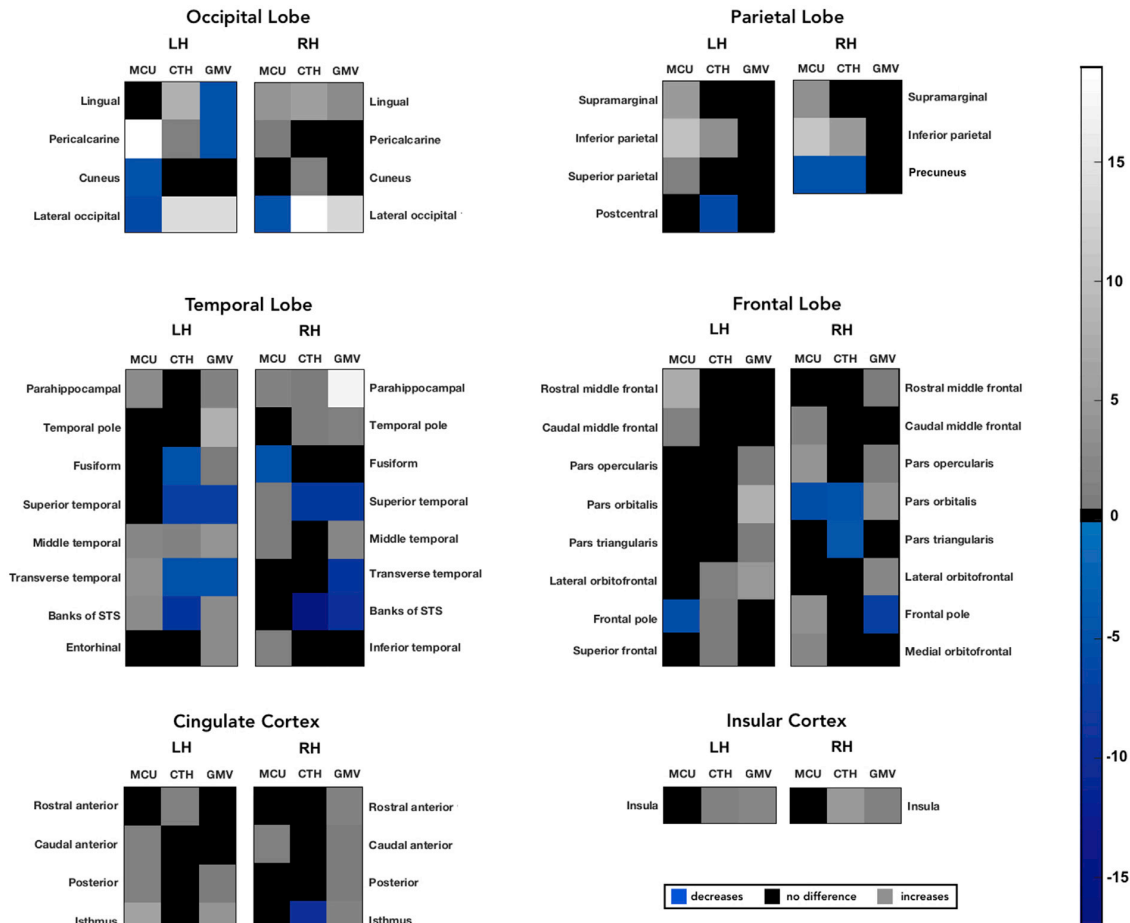 Occipital Lobe
LH RH
MCU CTH GMV MCU CTH GMV
Lingual Lingual
Pericalcarine Pericalcarine
Cuneus Cuneus
Lateral occipital Lateral occipital
Parietal Lobe
LH RH
MCU CTH GMV MCU CTH GMV
Supramarginal Supramarginal
Inferior parietal Inferior parietal
Superior parietal Precuneus
Postcentral
Temporal Lobe
LH RH
MCU CTH GMV MCU CTH GMV
Parahippocampal Parahippocampal
Temporal pole Temporal pole
Fusiform Fusiform
Superior temporal Superior temporal
Middle temporal Middle temporal
Transverse temporal Transverse temporal
Banks of STS Banks of STS
Entorhinal Inferior temporal
Frontal Lobe
LH RH
MCU CTH GMV MCU CTH GMV
Rostral middle frontal Rostral middle frontal
Caudal middle frontal Caudal middle frontal
Pars opercularis Pars opercularis
Pars orbitalis Pars orbitalis
Pars triangularis Pars triangularis
Lateral orbitofrontal Lateral orbitofrontal
Frontal pole Frontal pole
Superior frontal Medial orbitofrontal
Cingulate Cortex
LH RH
MCU CTH GMV MCU CTH GMV
Rostral anterior Rostral anterior
Caudal anterior Caudal anterior
Posterior Posterior
Isthmus Isthmus
Insular Cortex
LH RH
MCU CTH GMV MCU CTH GMV
Insula Insula
decreases no difference increases
15
10
5
0
-5
-10
-15